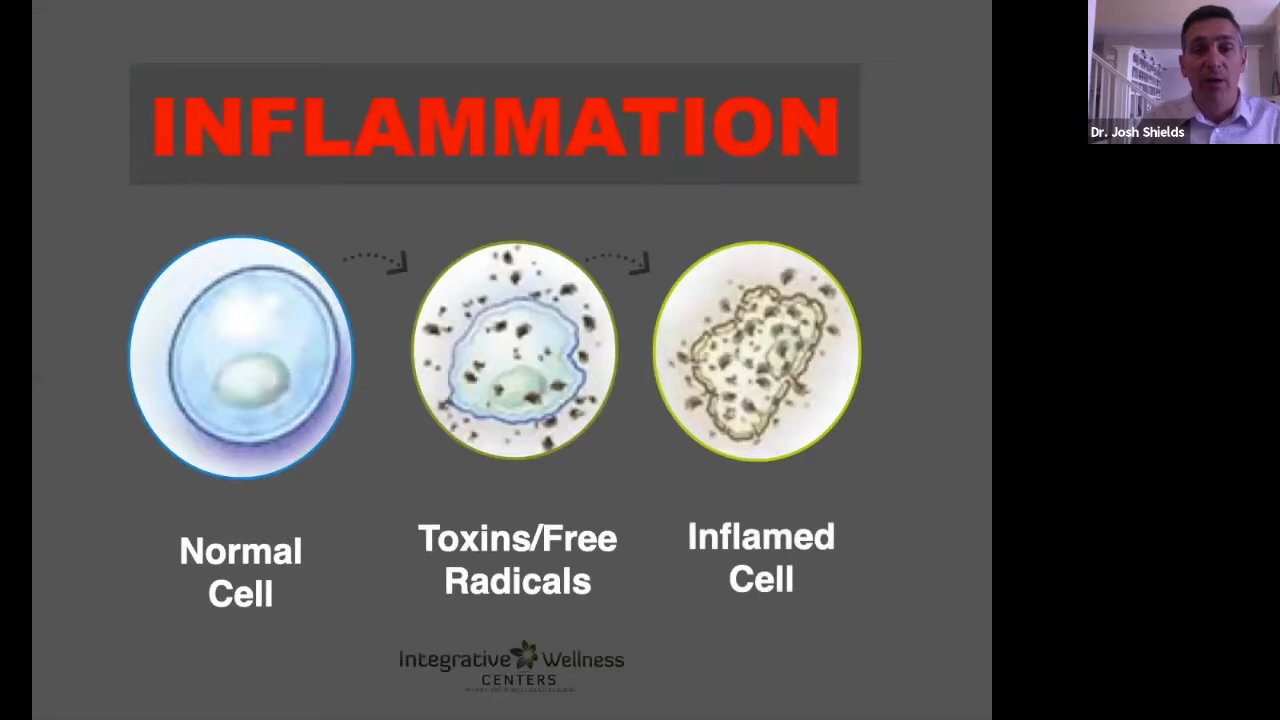 INFLAMMATION
Dr. Josh Shields
Normal
Cell
Toxins/Free
Radicals
Inflamed
Cell
Integrative Wellness
CENTERS